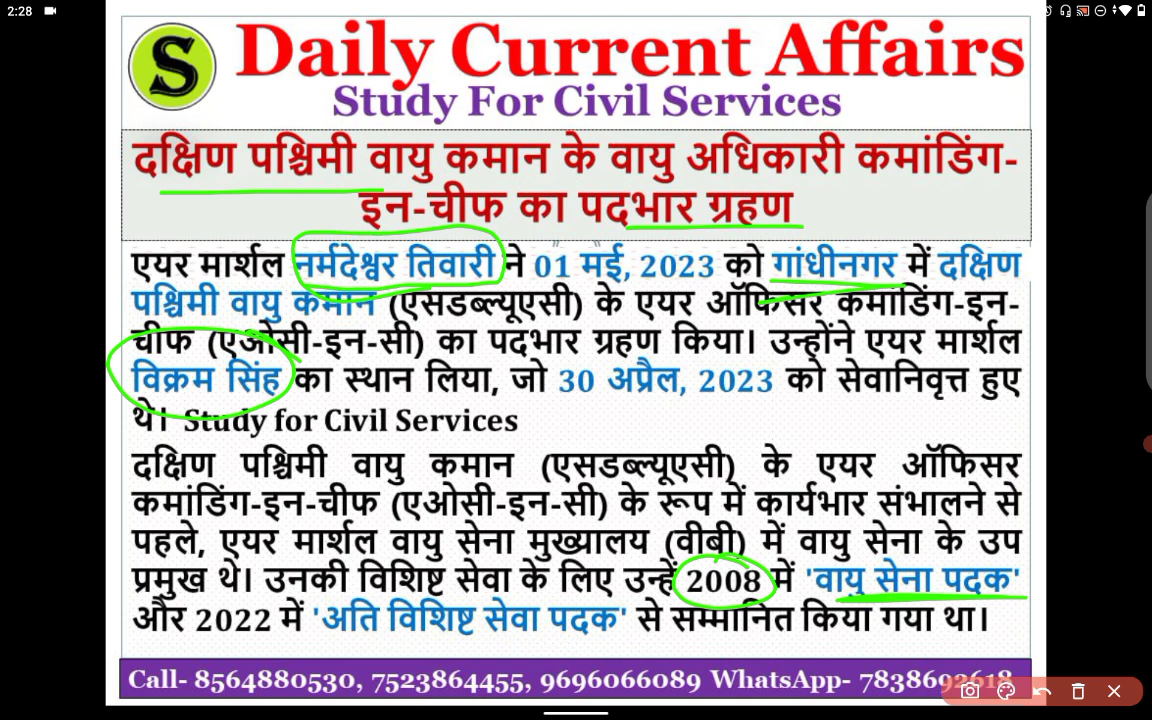 2:28
S
Daily Current Affairs
Study For Civil Services
दक्षिण पश्चिमी वायु कमान के वायु अधिकारी कमांडिंग-
इन-चीफ का पदभार ग्रहण
एयर मार्शल नर्मदेश्वर तिवारी ने 01 मई, 2023 को गांधीनगर में दक्षिण
पश्चिमी वायु कमान (एसडब्ल्यूएसी) के एयर ऑफिसर कमांडिंग-इन-
चीफ (एओसी-इन-सी) का पदभार ग्रहण किया। उन्होंने एयर मार्शल
विक्रम सिंह का स्थान लिया, जो 30 अप्रैल, 2023 को सेवानिवृत्त हुए
थे। Study for Civil Services
दक्षिण पश्चिमी वायु कमान (एसडब्ल्यूएसी) के एयर ऑफिसर
कमांडिंग-इन-चीफ (एओसी-इन-सी) के रूप में कार्यभार संभालने से
पहले, एयर मार्शल वायु सेना मुख्यालय (वीबी) में वायु सेना के उप
प्रमुख थे। उनकी विशिष्ट सेवा के लिए उन्हें 2008 में 'वायु सेना पदक'
और 2022 में 'अति विशिष्ट सेवा पदक' से सम्मानित किया गया था।
Call- 8564880530, 7523864455, 9696066089 WhatsApp- 7838692618